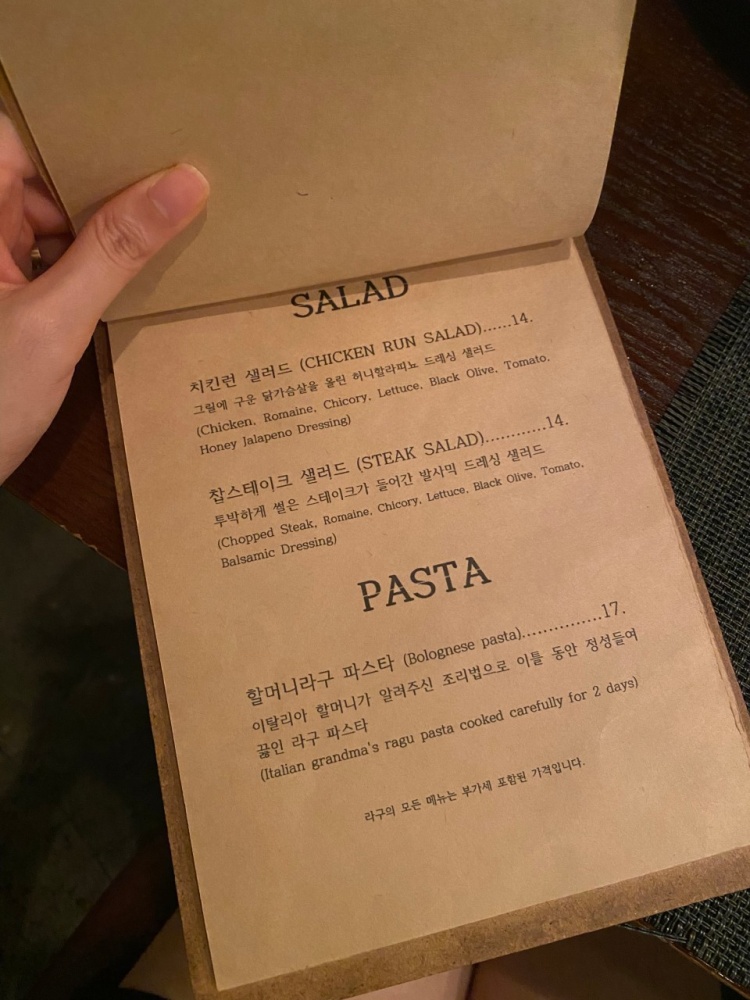 SALAD
치킨런 샐러드 (CHICKEN RUN SALAD)......14.
그릴에 구운 닭가슴살을 올린 허니할라피뇨 드레싱 샐러드
(Chicken, Romaine, Chicory, Lettuce, Black Olive, Tomato,
Honey Jalapeno Dressing)
찹스테이크 샐러드 (STEAK SALAD)............14.
투박하게 썰은 스테이크가 들어간 발사믹 드레싱 샐러드
(Chopped Steak, Romaine, Chicory, Lettuce, Black Olive, Tomato,
Balsamic Dressing)
PASTA
할머니라구 파스타 (Bolognese pasta)................17.
이탈리아 할머니가 알려주신 조리법으로 이틀 동안 정성들여
끓인 라구 파스타
(Italian grandma's ragu pasta cooked carefully for 2 days)
라구의 모든 메뉴는 부가세 포함된 가격입니다.